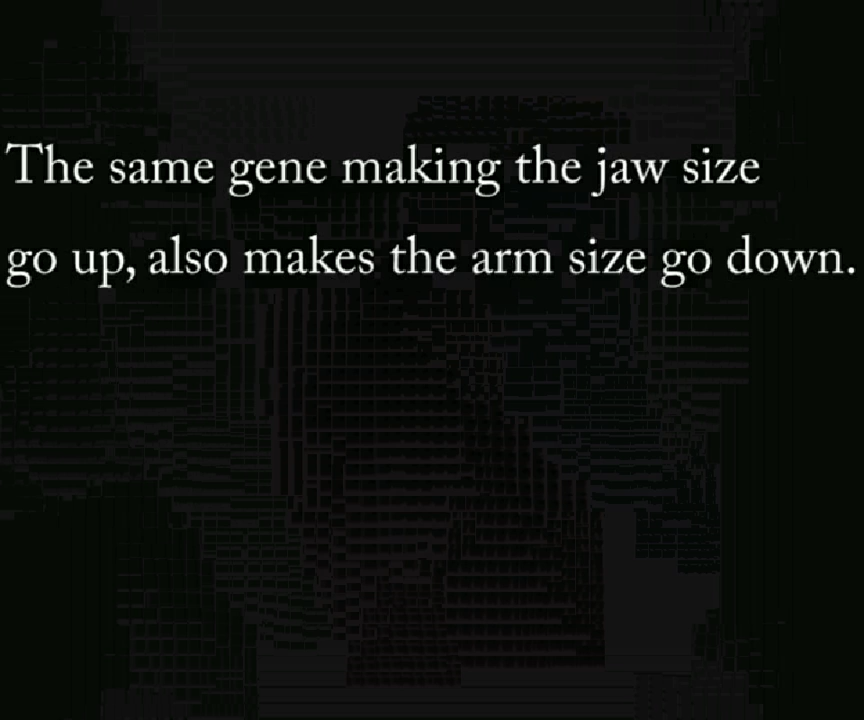 The same gene making the jaw size
go up, also makes the arm size go down.